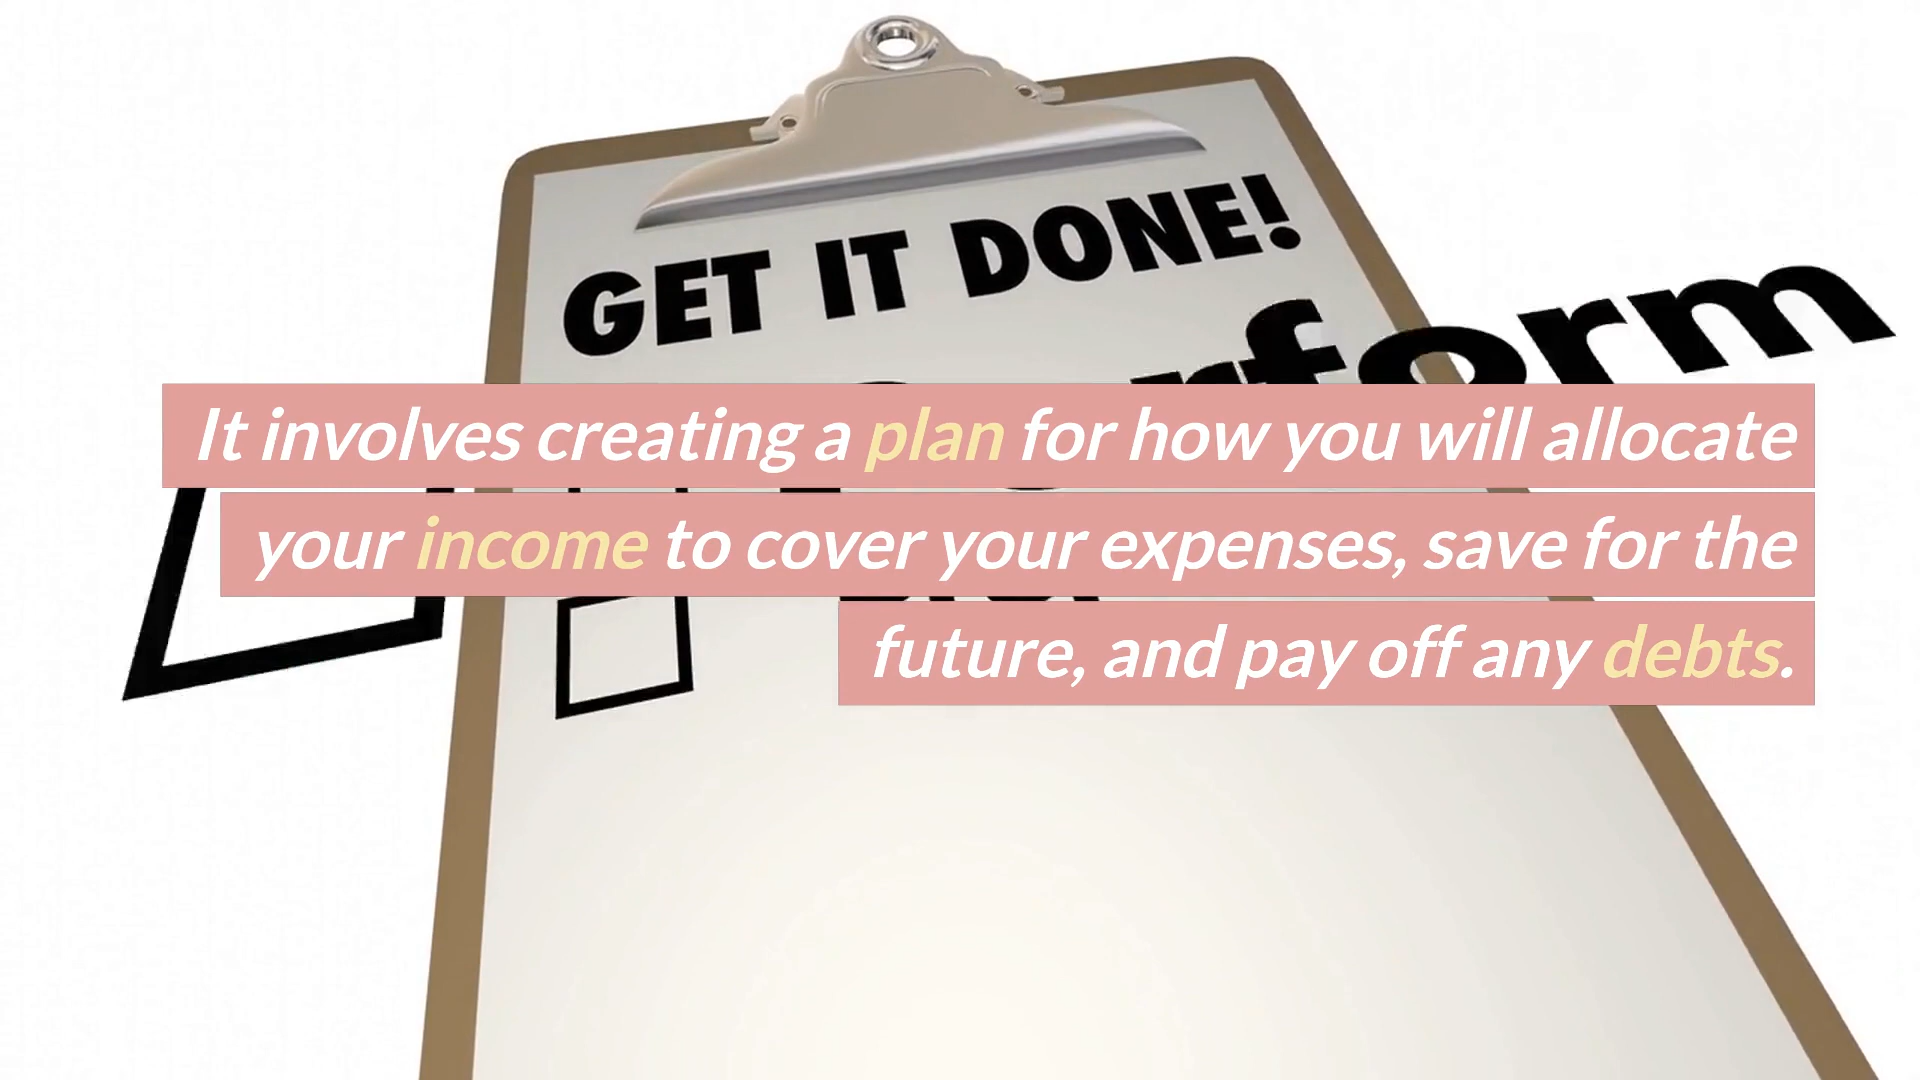 GET IT DONE!
It involves creating a plan for how you will allocate
your income to cover your expenses, save for the
future, and pay off any debts.